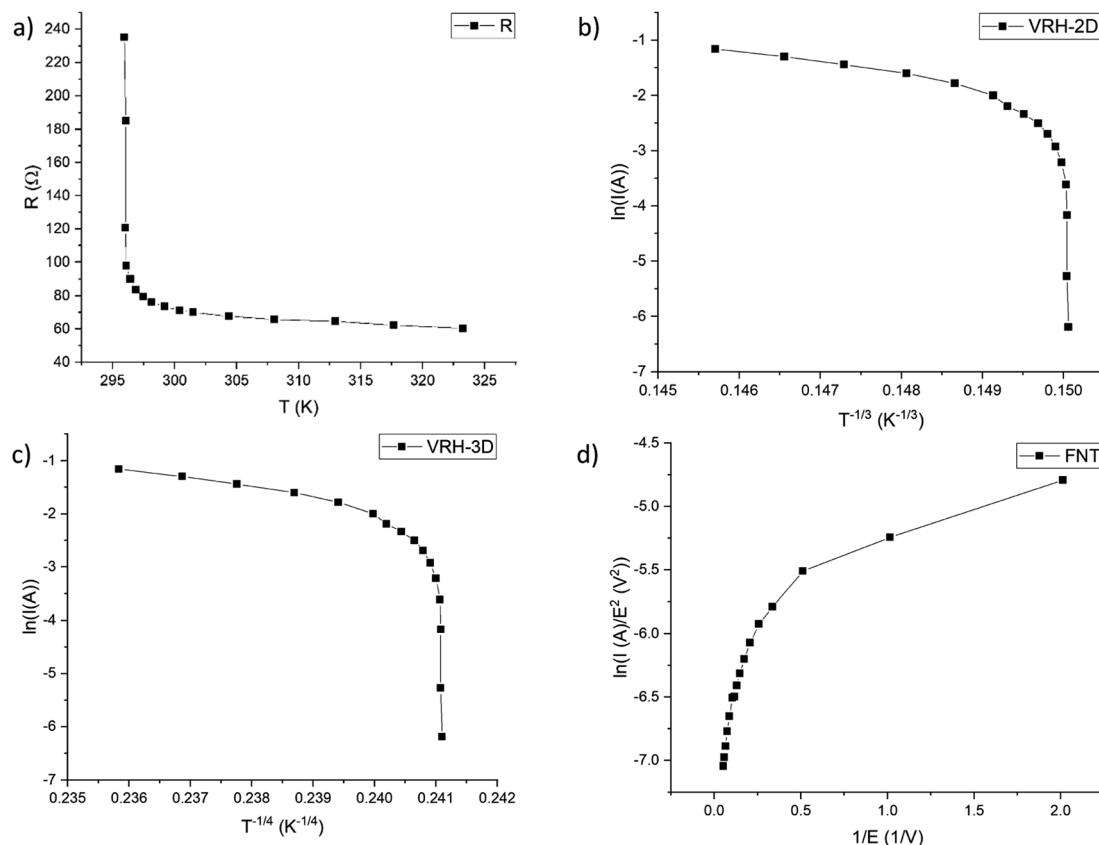 a)
R
240
220
200
180
160
140
120
100
80
60
40
R (Ω)
295 300 305 310 315 320 325
T (K)
b)
VRH-2D
-1
-2
-3
-4
-5
-6
-7
ln(I(A))
0.145 0.146 0.147 0.148 0.149 0.150
T-1/3 (K-1/3)
c)
VRH-3D
-1
-2
-3
-4
-5
-6
-7
ln(I(A))
0.235 0.236 0.237 0.238 0.239 0.240 0.241 0.242
T-1/4 (K-1/4)
d)
FNT
-4.5
-5.0
-5.5
-6.0
-6.5
-7.0
ln(I (A)/E2 (V2))
0.0 0.5 1.0 1.5 2.0
1/E (1/V)